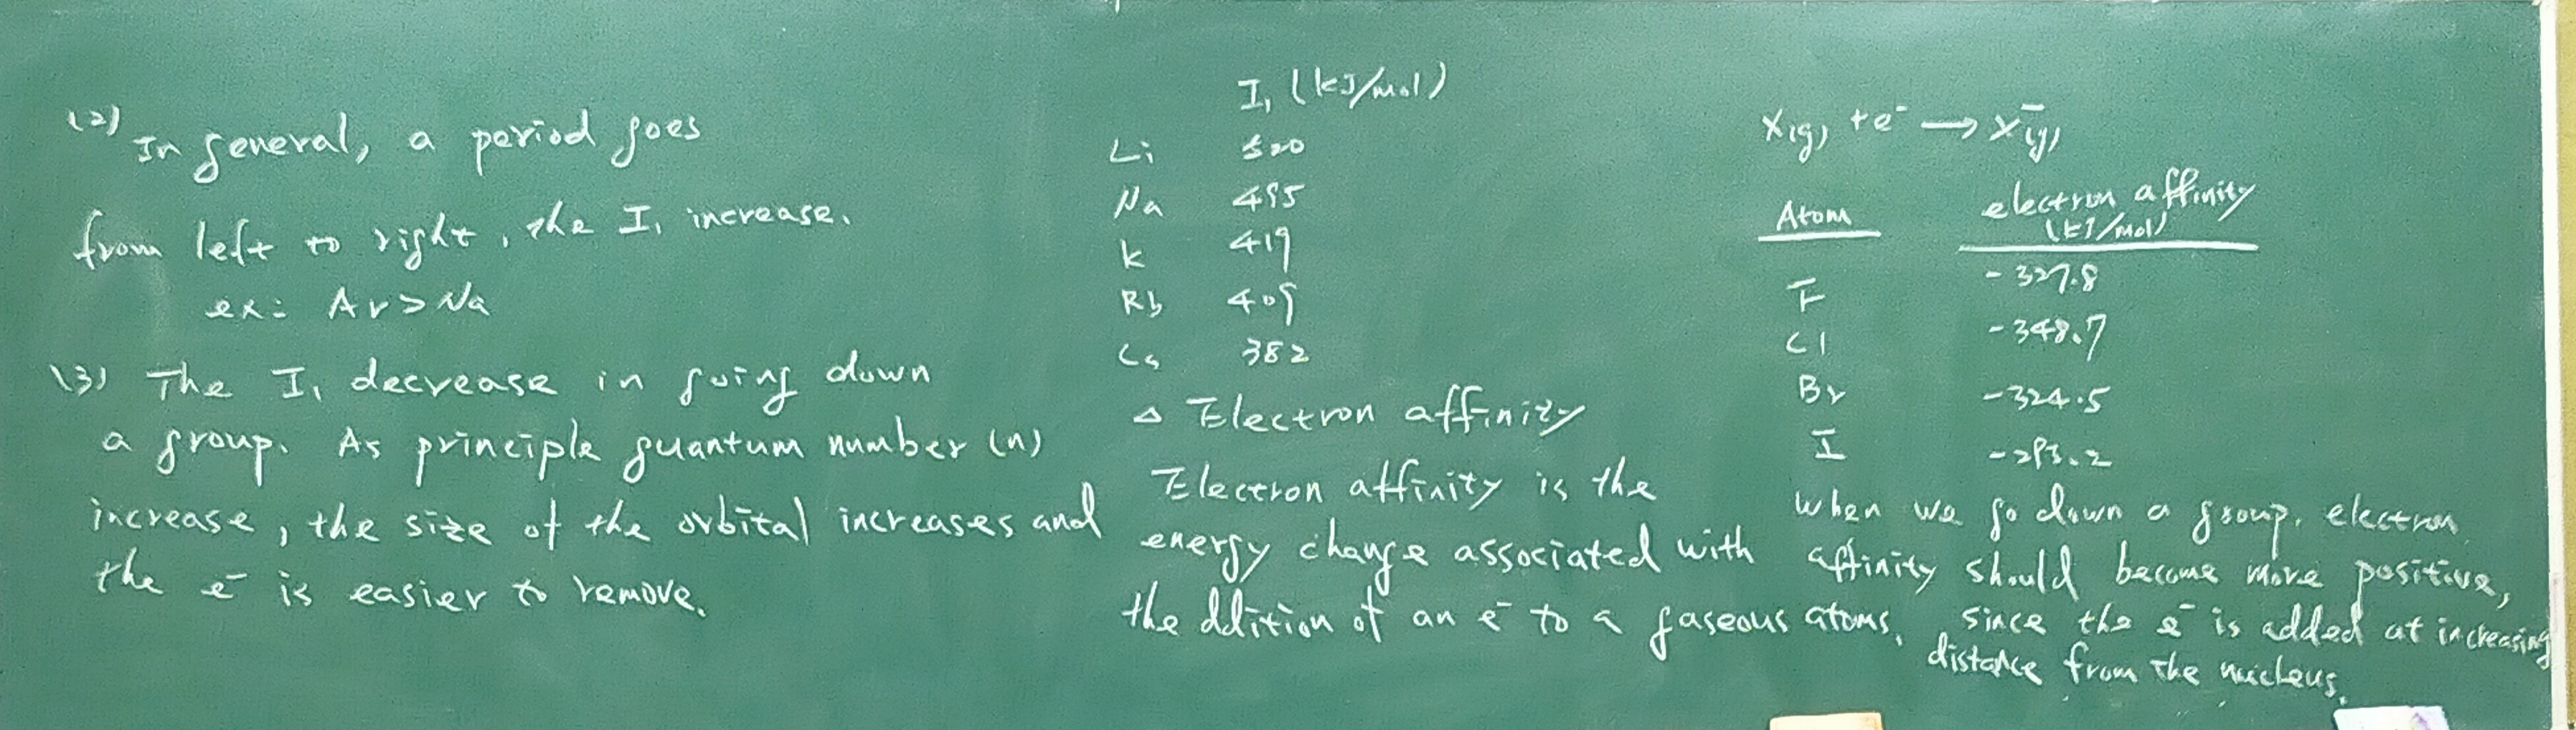 (2) In general, a period goes
from left to right, the I₁ increase.
ex: Ar > Na
(3) The I₁ decrease in going down
a group. As principle quantum number (n)
increase, the size of the orbital increases and
the e⁻ is easier to remove.
I₁ (kJ/mol)
Li 520
Na 495
K 419
Rb 409
Cs 382
△ Electron affinity
Electron affinity is the
energy change associated with
the ddition of an e⁻ to a gaseous atoms.
X(g) + e⁻ → X⁻(g)
Atom electron affinity
(kJ/mol)
F -327.8
Cl -348.7
Br -324.5
I -295.2
When we go down a group, electron
affinity should become more positive,
since the e⁻ is added at increasing
distance from the nucleus.